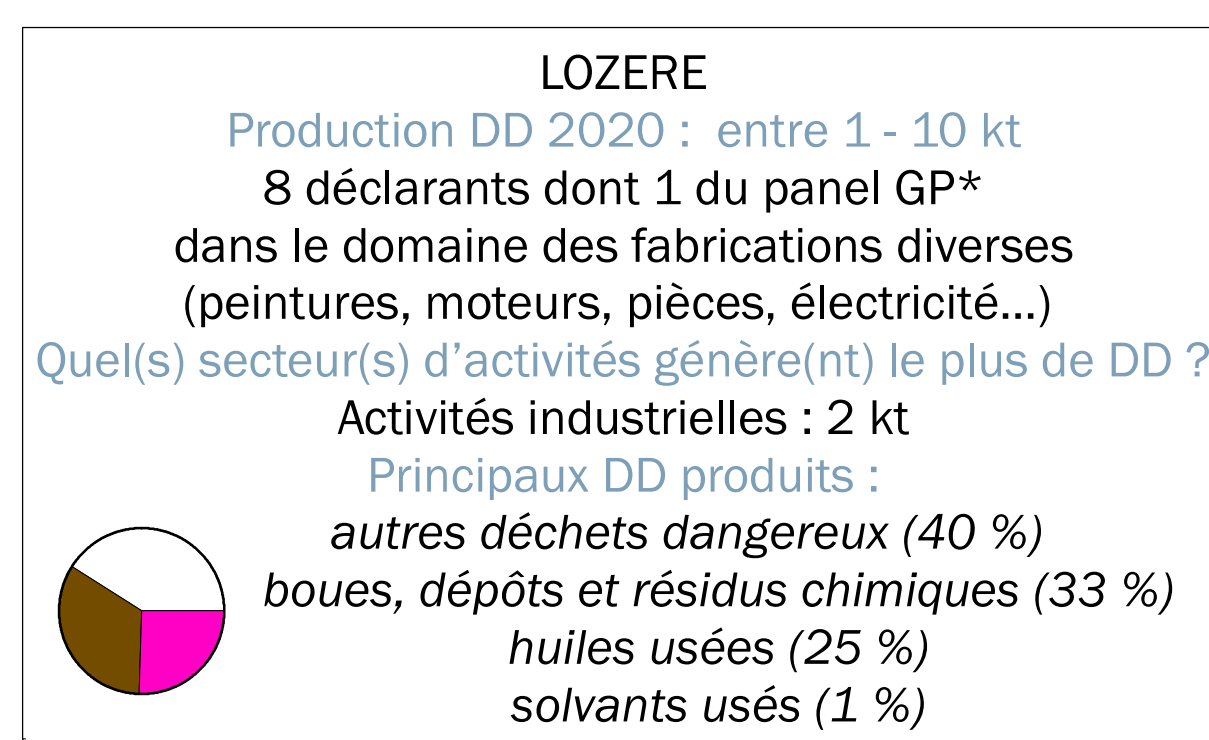 LOZERE
Production DD 2020 :  entre 1 - 10 kt
8 déclarants dont 1 du panel GP*
dans le domaine des fabrications diverses
(peintures, moteurs, pièces, électricité...)
Quel(s) secteur(s) d’activités génère(nt) le plus de DD ?
Activités industrielles : 2 kt
Principaux DD produits :
autres déchets dangereux (40 %)
boues, dépôts et résidus chimiques (33 %)
huiles usées (25 %)
solvants usés (1 %)